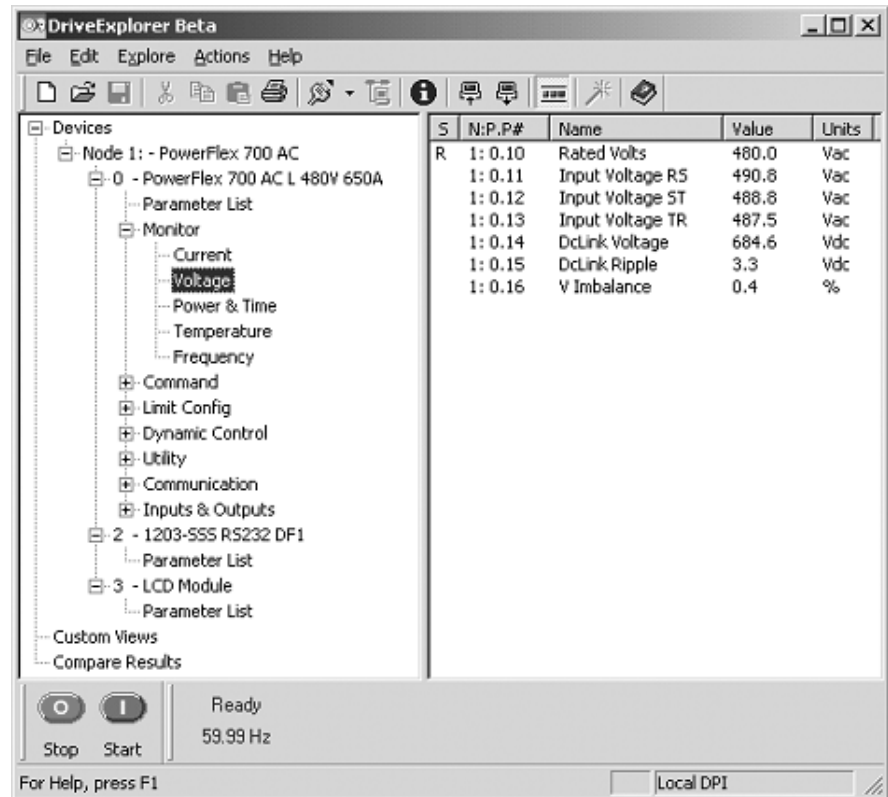 DriveExplorer Beta
File Edit Explore Actions Help
Devices
Node 1: - PowerFlex 700 AC
0 - PowerFlex 700 AC L 480V 650A
Parameter List
Monitor
Current
Voltage
Power & Time
Temperature
Frequency
Command
Limit Config
Dynamic Control
Utility
Communication
Inputs & Outputs
2 - 1203-SSS RS232 DF1
Parameter List
3 - LCD Module
Parameter List
Custom Views
Compare Results
S N:P.P# Name Value Units
R 1: 0.10 Rated Volts 480.0 Vac
1: 0.11 Input Voltage RS 490.8 Vac
1: 0.12 Input Voltage ST 488.8 Vac
1: 0.13 Input Voltage TR 487.5 Vac
1: 0.14 DcLink Voltage 684.6 Vdc
1: 0.15 DcLink Ripple 3.3 Vdc
1: 0.16 V Imbalance 0.4 %
Stop Start
Ready
59.99 Hz
For Help, press F1
Local DPI